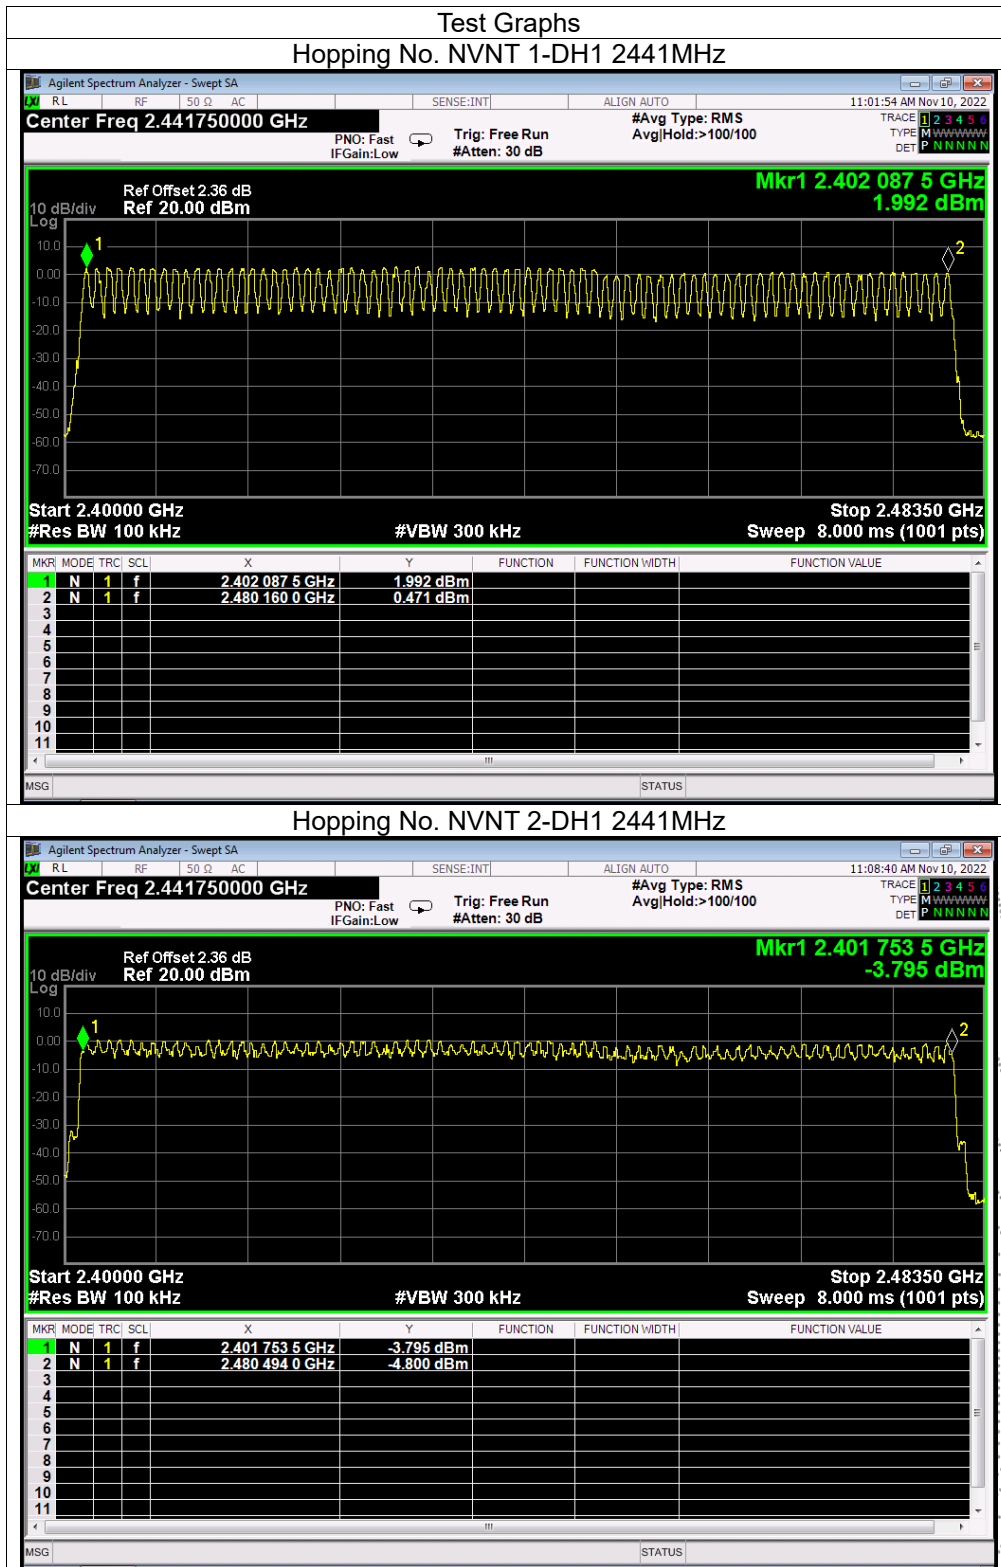 Test Graphs
Hopping No. NVNT 1-DH1 2441MHz
Agilent Spectrum Analyzer - Swept SA
LXI RL RF 50 Ω AC SENSE:INT ALIGN AUTO 11:01:54 AM Nov 10, 2022
Center Freq 2.441750000 GHz #Avg Type: RMS TRACE 1 2 3 4 5 6
PNO: Fast Trig: Free Run Avg|Hold:>100/100 TYPE M WWWWW
IFGain:Low #Atten: 30 dB DET P N N N N N
Mkr1 2.402 087 5 GHz
1.992 dBm
Ref Offset 2.36 dB
10 dB/div Ref 20.00 dBm
Log
1
2
10.0
0.00
-10.0
-20.0
-30.0
-40.0
-50.0
-60.0
-70.0
Start 2.40000 GHz Stop 2.48350 GHz
#Res BW 100 kHz #VBW 300 kHz Sweep 8.000 ms (1001 pts)
MKR MODE TRC SCL X Y FUNCTION FUNCTION WIDTH FUNCTION VALUE
1 N 1 f 2.402 087 5 GHz 1.992 dBm
2 N 1 f 2.480 160 0 GHz 0.471 dBm
3
4
5
6
7
8
9
10
11
MSG STATUS
Hopping No. NVNT 2-DH1 2441MHz
Agilent Spectrum Analyzer - Swept SA
LXI RL RF 50 Ω AC SENSE:INT ALIGN AUTO 11:08:40 AM Nov 10, 2022
Center Freq 2.441750000 GHz #Avg Type: RMS TRACE 1 2 3 4 5 6
PNO: Fast Trig: Free Run Avg|Hold:>100/100 TYPE M WWWWW
IFGain:Low #Atten: 30 dB DET P N N N N N
Mkr1 2.401 753 5 GHz
-3.795 dBm
Ref Offset 2.36 dB
10 dB/div Ref 20.00 dBm
Log
10.0
1
2
0.00
-10.0
-20.0
-30.0
-40.0
-50.0
-60.0
-70.0
Start 2.40000 GHz Stop 2.48350 GHz
#Res BW 100 kHz #VBW 300 kHz Sweep 8.000 ms (1001 pts)
MKR MODE TRC SCL X Y FUNCTION FUNCTION WIDTH FUNCTION VALUE
1 N 1 f 2.401 753 5 GHz -3.795 dBm
2 N 1 f 2.480 494 0 GHz -4.800 dBm
3
4
5
6
7
8
9
10
11
MSG STATUS